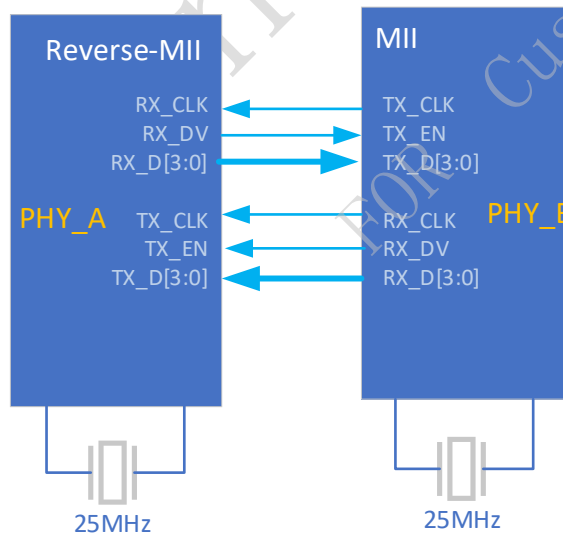 Reverse-MII
RX_CLK
RX_DV
RX_D[3:0]
TX_CLK
TX_EN
TX_D[3:0]
PHY_A
25MHz
MII
TX_CLK
TX_EN
TX_D[3:0]
RX_CLK
RX_DV
RX_D[3:0]
25MHz
FOR